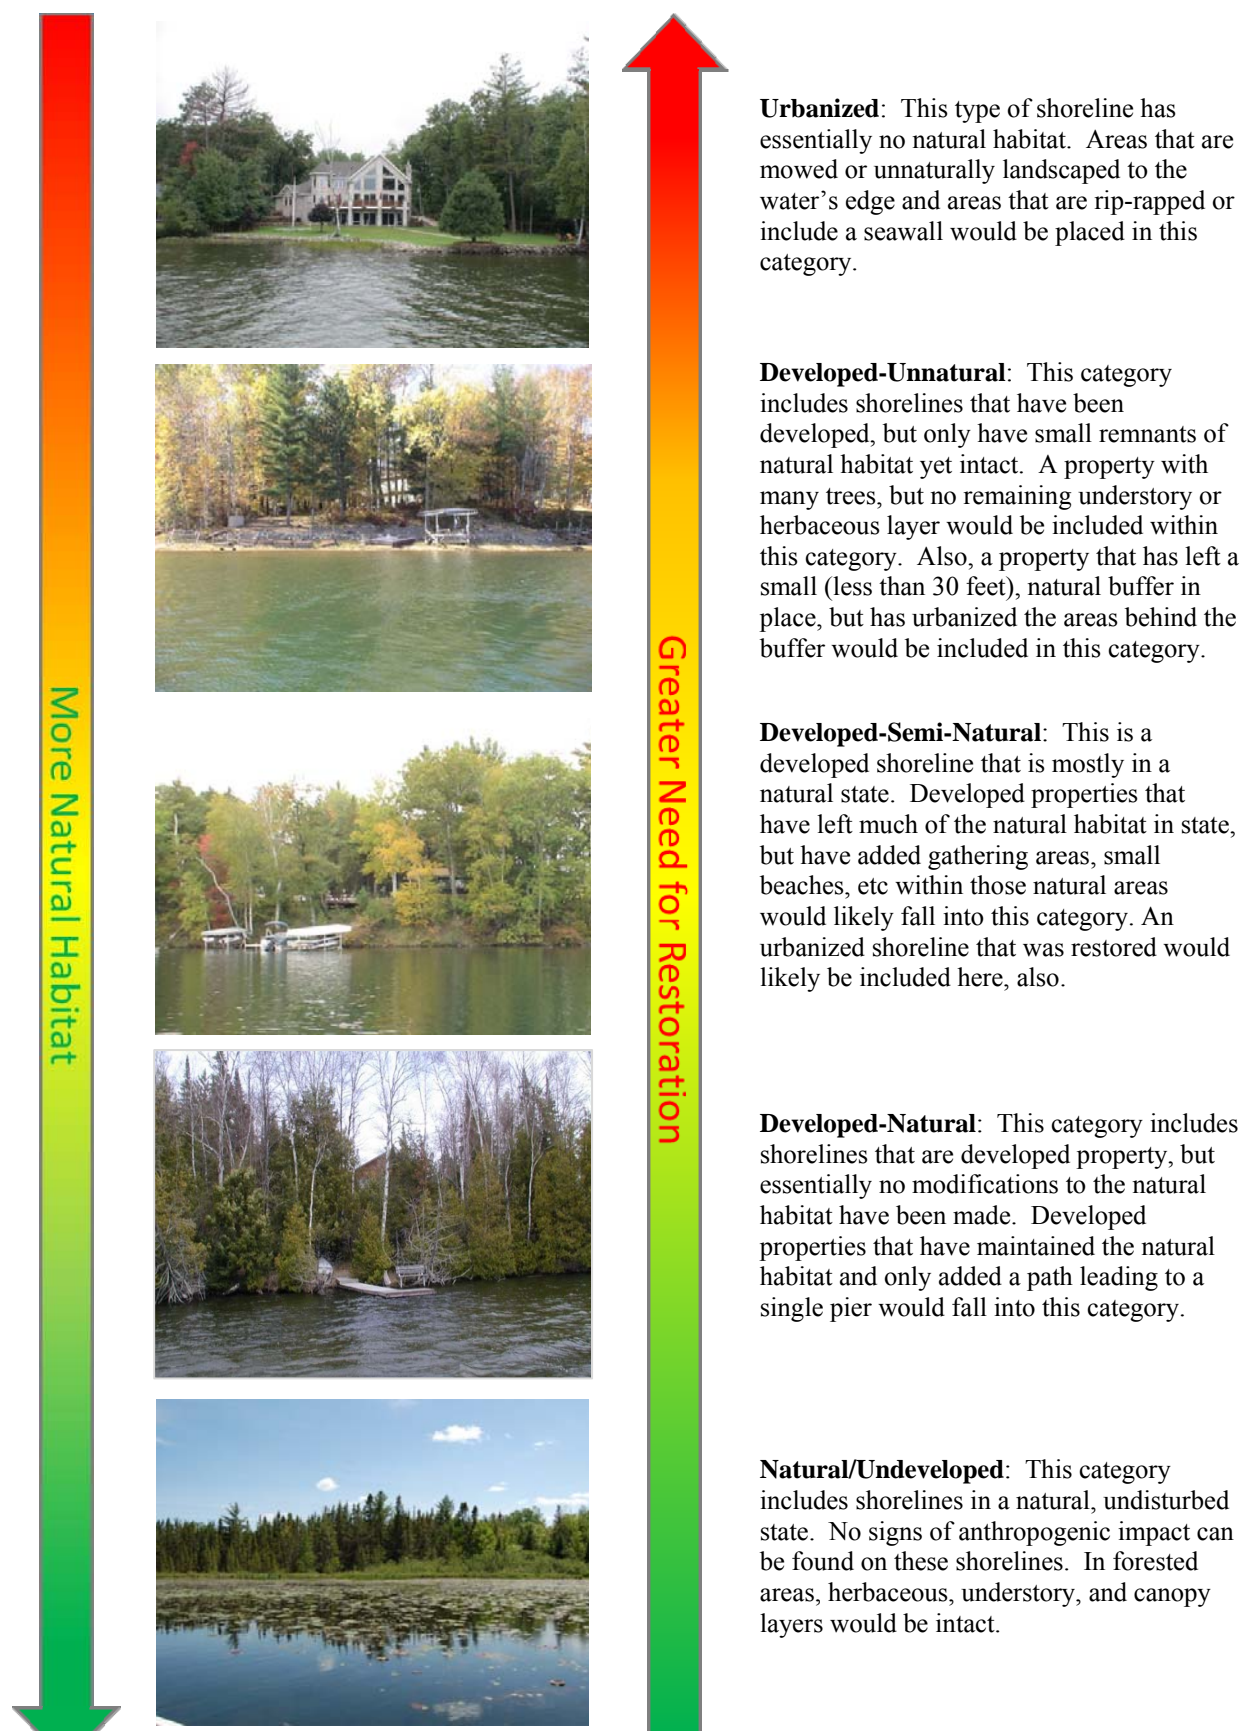 More Natural Habitat
Greater Need for Restoration
Urbanized:  This type of shoreline has
essentially no natural habitat.  Areas that are
mowed or unnaturally landscaped to the
water’s edge and areas that are rip-rapped or
include a seawall would be placed in this
category.
Developed-Unnatural:  This category
includes shorelines that have been
developed, but only have small remnants of
natural habitat yet intact.  A property with
many trees, but no remaining understory or
herbaceous layer would be included within
this category.  Also, a property that has left a
small (less than 30 feet), natural buffer in
place, but has urbanized the areas behind the
buffer would be included in this category.
Developed-Semi-Natural:  This is a
developed shoreline that is mostly in a
natural state.  Developed properties that
have left much of the natural habitat in state,
but have added gathering areas, small
beaches, etc within those natural areas
would likely fall into this category. An
urbanized shoreline that was restored would
likely be included here, also.
Developed-Natural:  This category includes
shorelines that are developed property, but
essentially no modifications to the natural
habitat have been made.  Developed
properties that have maintained the natural
habitat and only added a path leading to a
single pier would fall into this category.
Natural/Undeveloped:  This category
includes shorelines in a natural, undisturbed
state.  No signs of anthropogenic impact can
be found on these shorelines.  In forested
areas, herbaceous, understory, and canopy
layers would be intact.